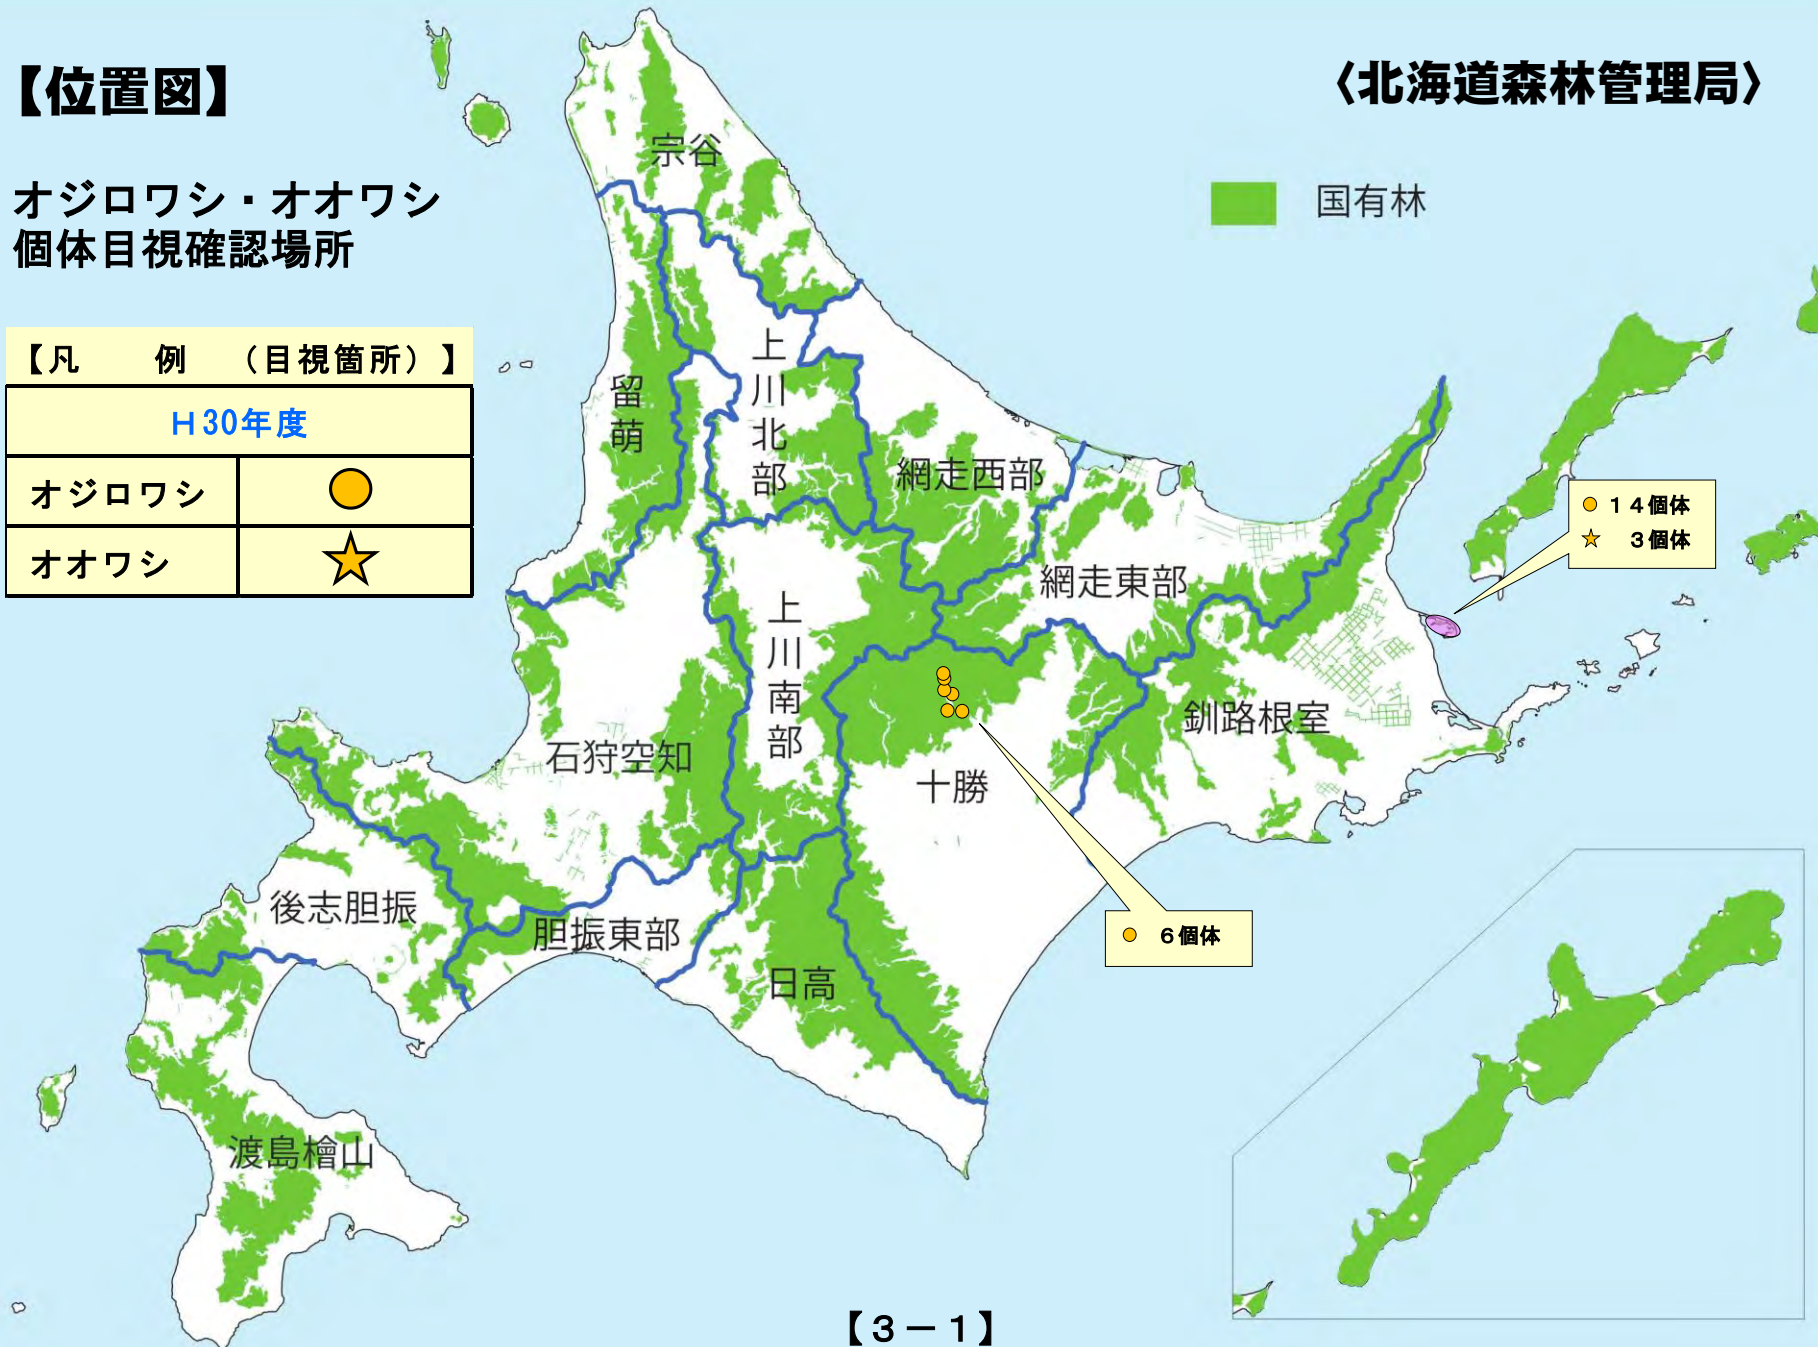 【位置図】
〈北海道森林管理局〉
オジロワシ・オオワシ
個体目視確認場所
国有林
【凡　例　（目視箇所）】
H30年度
オジロワシ
オオワシ
宗谷
上川北部
留萌
網走西部
網走東部
１４個体
３個体
上川南部
釧路根室
石狩空知
十勝
６個体
後志胆振
胆振東部
日高
渡島檜山
【３－１】